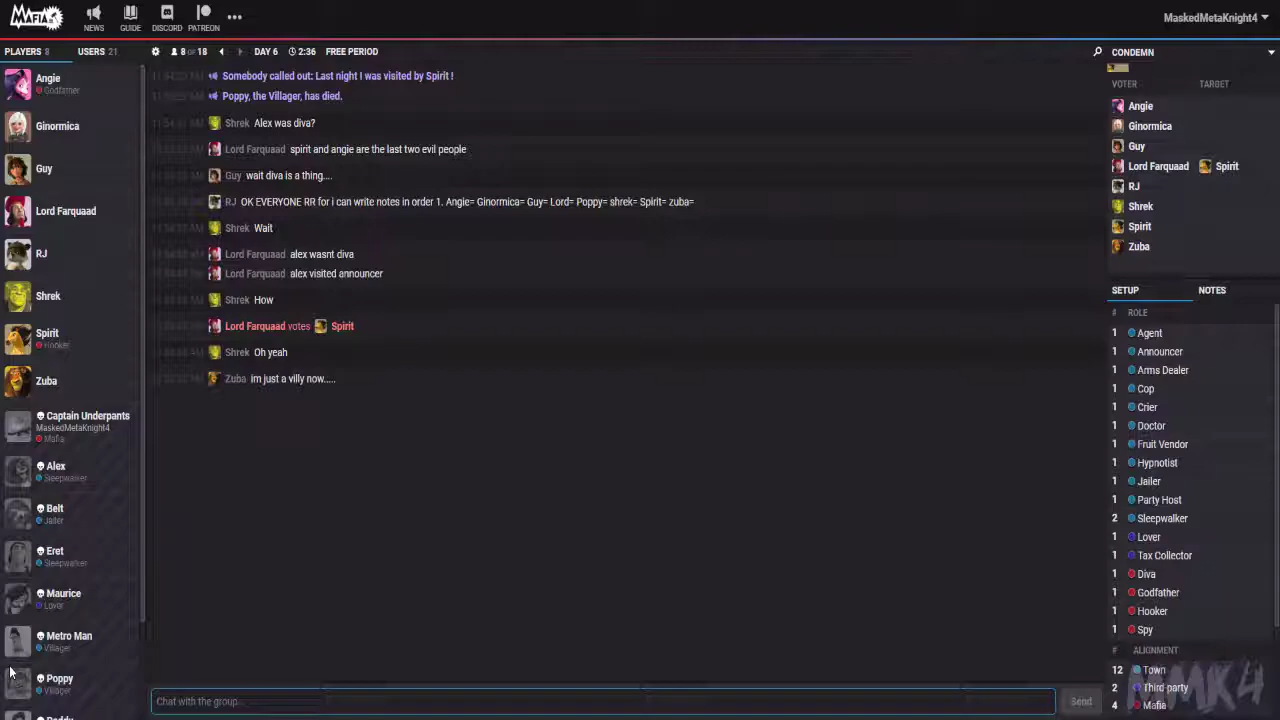 MAFIA
NEWS
GUIDE
DISCORD
PATREON
MaskedMetaKnight4
PLAYERS 8
USERS 21
8 OF 18
DAY 6
2:36
FREE PERIOD
CONDEMN
Angie
Godfather
Ginormica
Guy
Lord Farquaad
RJ
Shrek
Spirit
Hooker
Zuba
Captain Underpants
MaskedMetaKnight4
Mafia
Alex
Sleepwalker
Belt
Jailer
Eret
Sleepwalker
Maurice
Lover
Metro Man
Villager
Poppy
Villager
Somebody called out: Last night I was visited by Spirit !
Poppy, the Villager, has died.
Shrek Alex was diva?
Lord Farquaad spirit and angie are the last two evil people
Guy wait diva is a thing....
RJ OK EVERYONE RR for i can write notes in order 1. Angie= Ginormica= Guy= Lord= Poppy= shrek= Spirit= zuba=
Shrek Wait
Lord Farquaad alex wasnt diva
Lord Farquaad alex visited announcer
Shrek How
Lord Farquaad votes Spirit
Shrek Oh yeah
Zuba im just a villy now.....
Chat with the group...
Send
VOTER TARGET
Angie
Ginormica
Guy
Lord Farquaad Spirit
RJ
Shrek
Spirit
Zuba
SETUP NOTES
# ROLE
1 Agent
1 Announcer
1 Arms Dealer
1 Cop
1 Crier
1 Doctor
1 Fruit Vendor
1 Hypnotist
1 Jailer
1 Party Host
2 Sleepwalker
1 Lover
1 Tax Collector
1 Diva
1 Godfather
1 Hooker
1 Spy
# ALIGNMENT
12 Town
2 Third-party
4 Mafia
MMK4